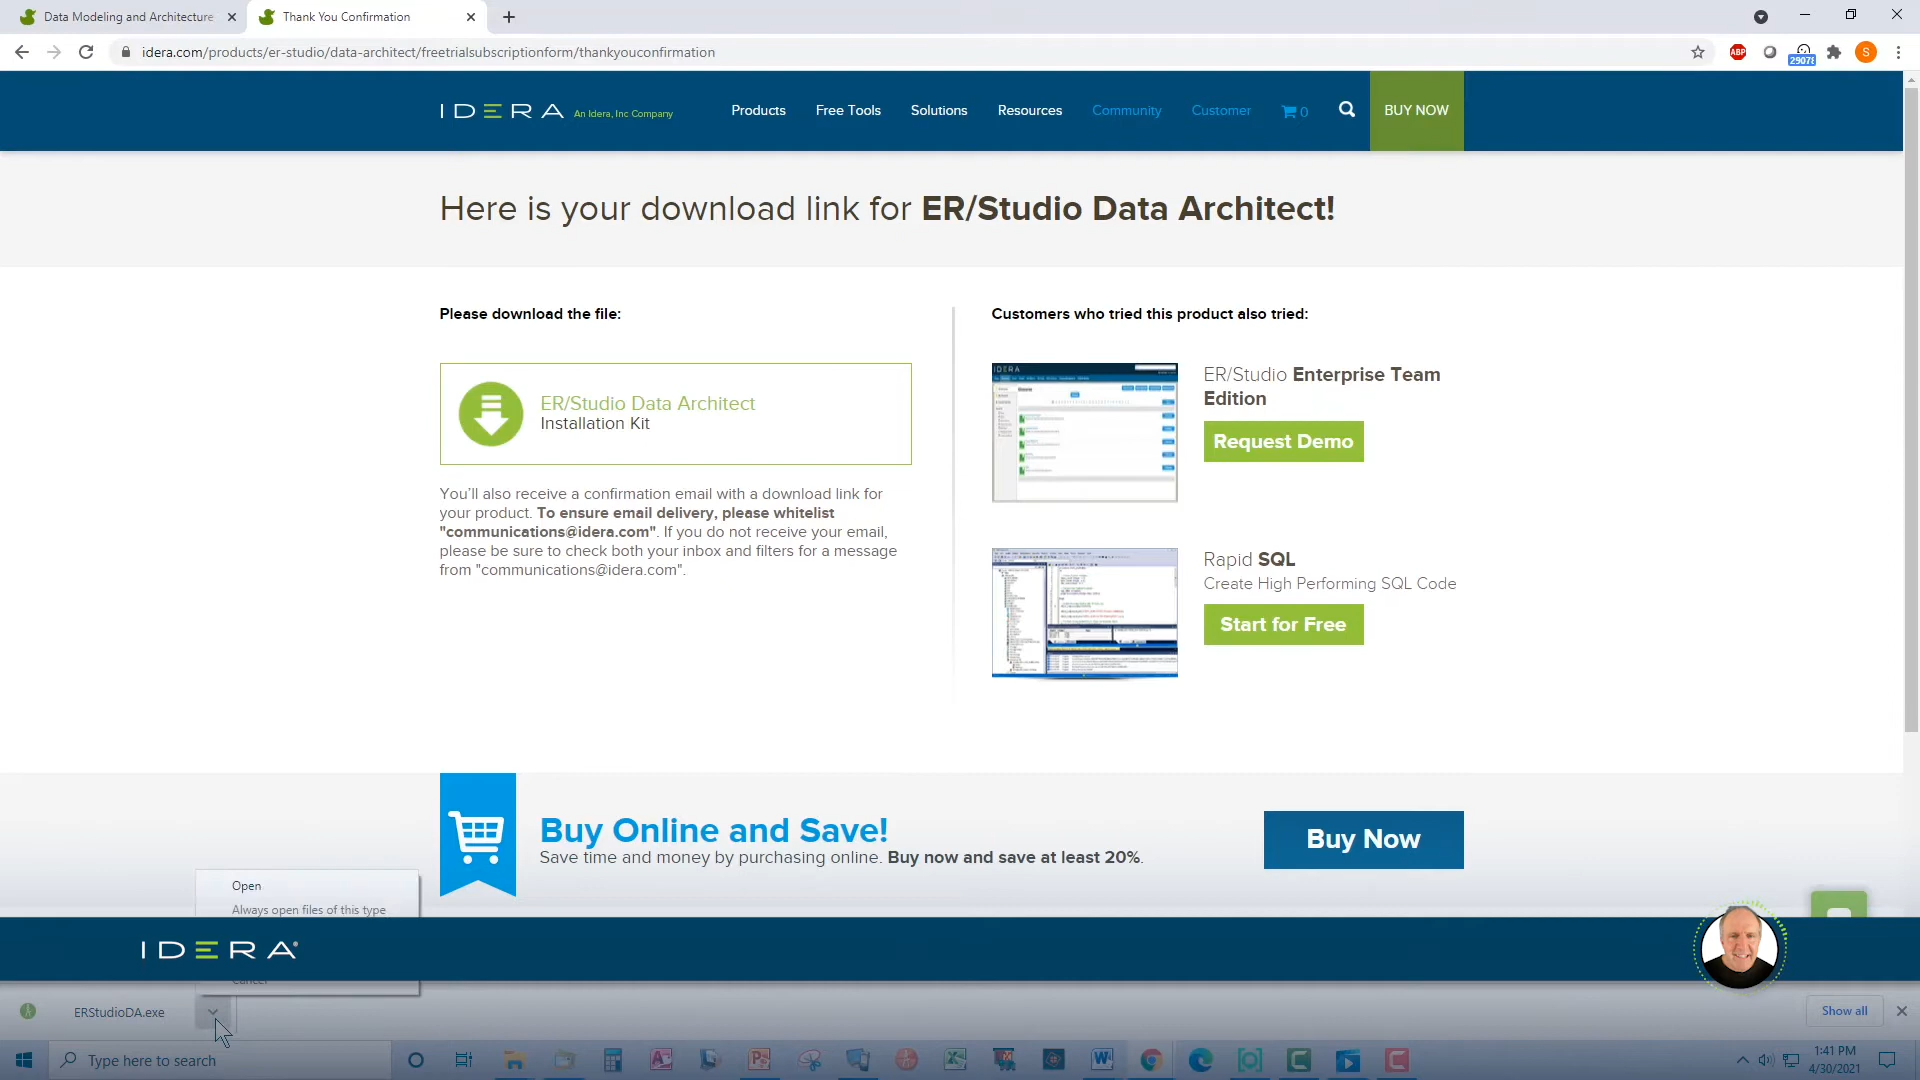 Data Modeling and Architecture
Thank You Confirmation
idera.com/products/er-studio/data-architect/freetrialsubscriptionform/thankyouconfirmation
ABP
29078
S
IDERA
An Idera, Inc Company
Products
Free Tools
Solutions
Resources
Community
Customer
0
BUY NOW
Here is your download link for ER/Studio Data Architect!
Please download the file:
ER/Studio Data Architect
Installation Kit
You'll also receive a confirmation email with a download link for
your product. To ensure email delivery, please whitelist
"communications@idera.com". If you do not receive your email,
please be sure to check both your inbox and filters for a message
from "communications@idera.com".
Customers who tried this product also tried:
ER/Studio Enterprise Team
Edition
Request Demo
Rapid SQL
Create High Performing SQL Code
Start for Free
Buy Online and Save!
Save time and money by purchasing online. Buy now and save at least 20%.
Buy Now
Open
Always open files of this type
IDERA
Cancel
ERStudioDA.exe
Show all
Type here to search
1:41 PM
4/30/2021